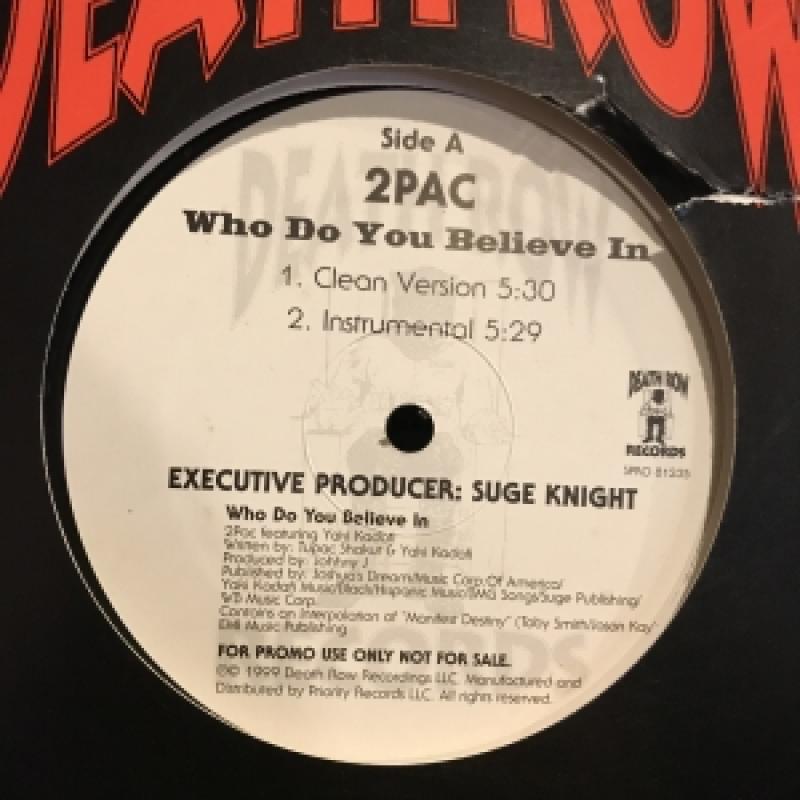 DEATH ROW
Side A
2PAC
Who Do You Believe In
1. Clean Version 5:30
2. Instrumental 5:29
DEATH ROW
RECORDS
SPRO 81235
EXECUTIVE PRODUCER: SUGE KNIGHT
Who Do You Believe In
2Pac featuring Yaki Kadafi
Written by: Tupac Shakur & Yaki Kadafi
Produced by: Johnny J
Published by: Joshua's Dream/Music Corp. Of America/
Yaki Kadafi Music/Black/Hispanic Music/BMG Songs/Suge Publishing/
WB Music Corp.
Contains an Interpolation of "Manifest Destiny" (Toby Smith/Jason Kay-
EMI Music Publishing
FOR PROMO USE ONLY NOT FOR SALE.
℗© 1999 Death Row Recordings LLC. Manufactured and
Distributed by Priority Records LLC. All rights reserved.
DEATH ROW
RECORDS